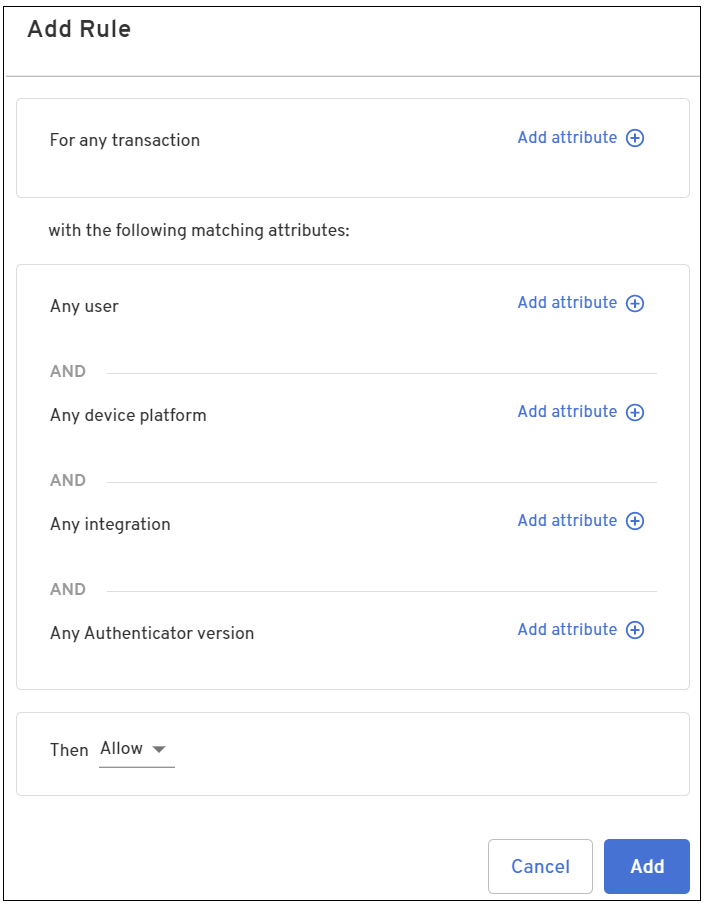 Add Rule
For any transaction
Add attribute
with the following matching attributes:
Any user
Add attribute
AND
Any device platform
Add attribute
AND
Any integration
Add attribute
AND
Any Authenticator version
Add attribute
Then Allow
Cancel
Add